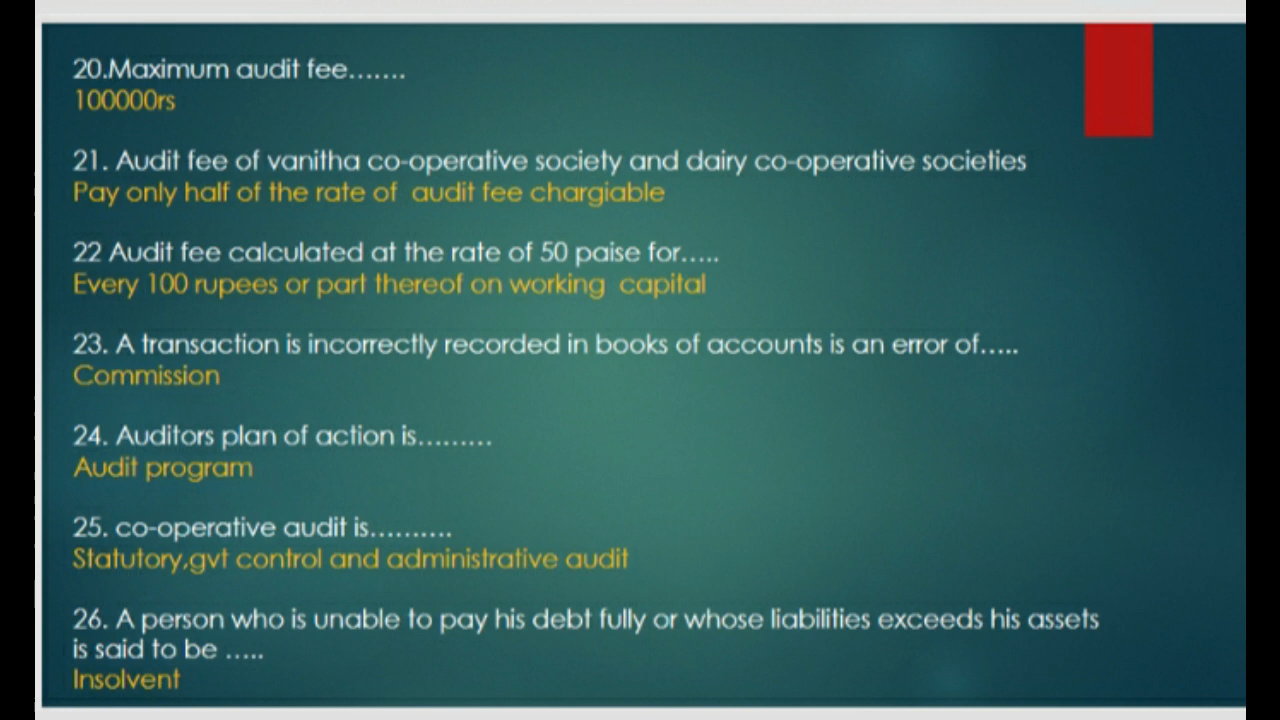 20.Maximum audit fee.......
100000rs
21. Audit fee of vanitha co-operative society and dairy co-operative societies
Pay only half of the rate of audit fee chargiable
22 Audit fee calculated at the rate of 50 paise for.....
Every 100 rupees or part thereof on working capital
23. A transaction is incorrectly recorded in books of accounts is an error of.....
Commission
24. Auditors plan of action is.........
Audit program
25. co-operative audit is..........
Statutory,gvt control and administrative audit
26. A person who is unable to pay his debt fully or whose liabilities exceeds his assets
is said to be .....
Insolvent